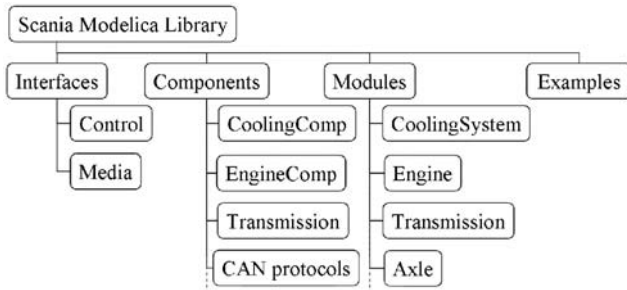 Scania Modelica Library
Interfaces Components Modules Examples
Control CoolingComp CoolingSystem
Media EngineComp Engine
Transmission Transmission
CAN protocols Axle